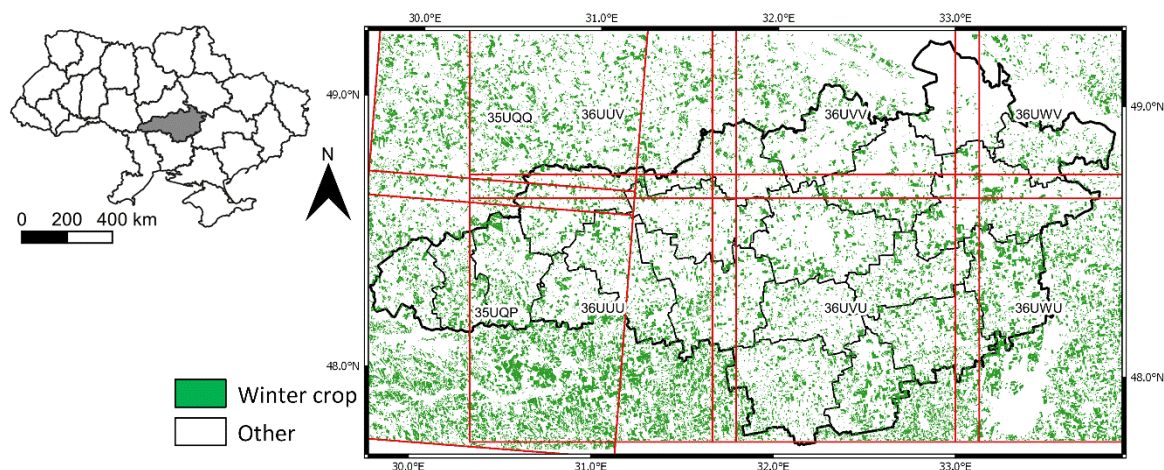 30.0°E 31.0°E 32.0°E 33.0°E
49.0°N 49.0°N
35UQQ 36UUV 36UVV 36UWV
N
0 200 400 km
35UQP 36UUU 36UVU 36UWU
48.0°N 48.0°N
Winter crop
Other
30.0°E 31.0°E 32.0°E 33.0°E